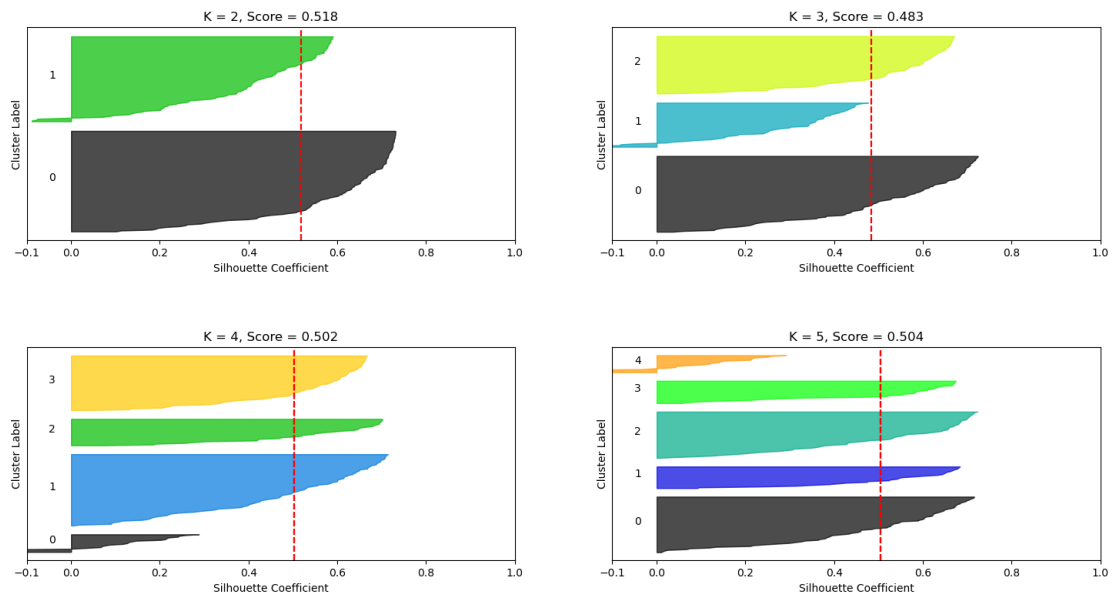 K = 2, Score = 0.518
Cluster Label
1
0
−0.1 0.0 0.2 0.4 0.6 0.8 1.0
Silhouette Coefficient
K = 3, Score = 0.483
Cluster Label
2
1
0
−0.1 0.0 0.2 0.4 0.6 0.8 1.0
Silhouette Coefficient
K = 4, Score = 0.502
Cluster Label
3
2
1
0
−0.1 0.0 0.2 0.4 0.6 0.8 1.0
Silhouette Coefficient
K = 5, Score = 0.504
Cluster Label
4
3
2
1
0
−0.1 0.0 0.2 0.4 0.6 0.8 1.0
Silhouette Coefficient